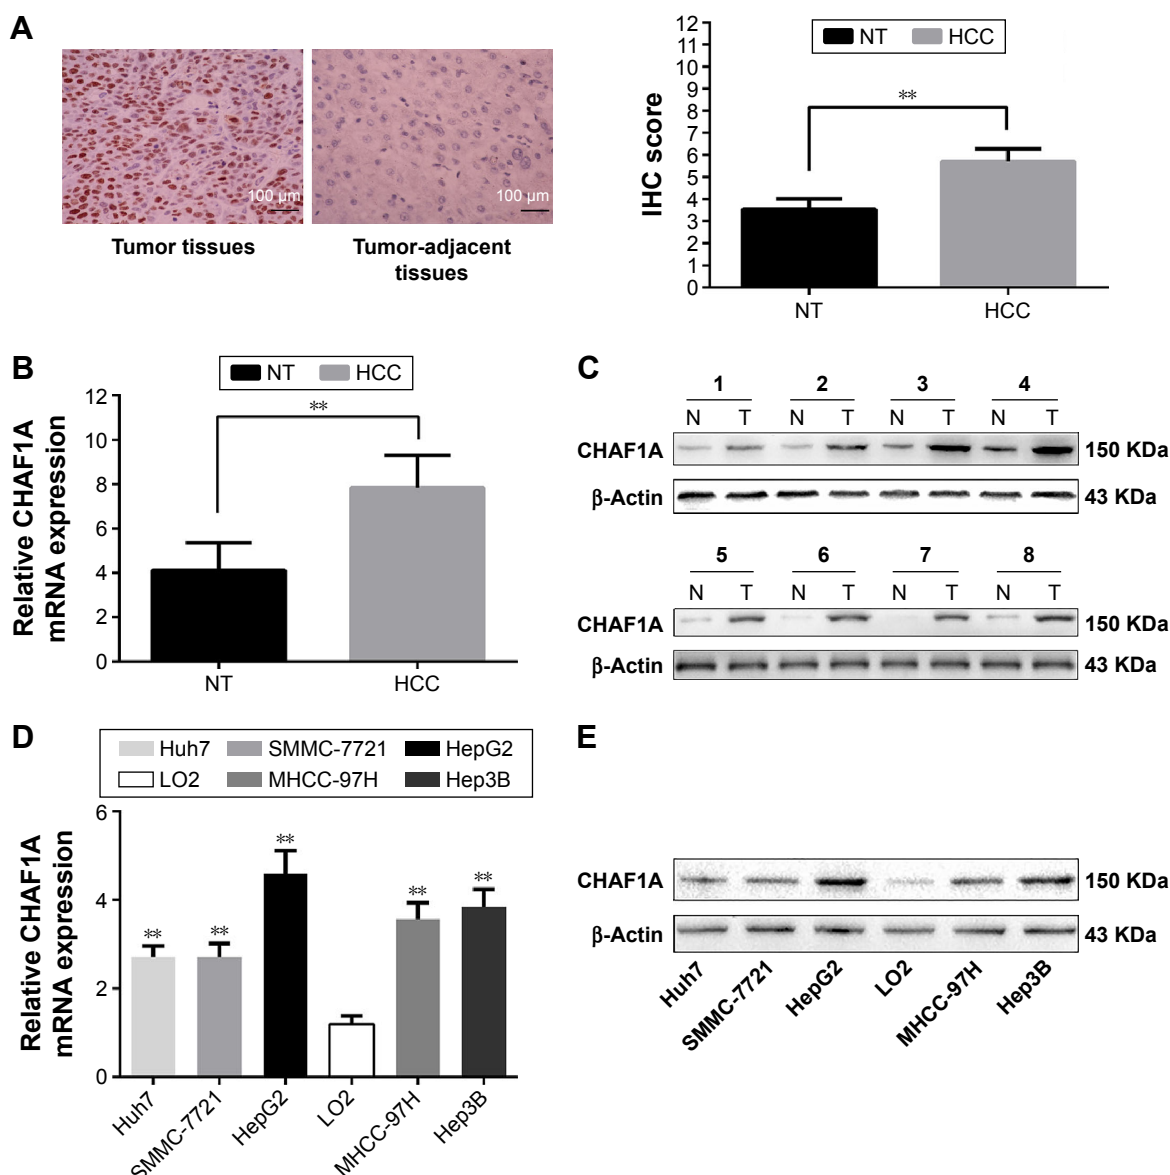 A
100 µm
100 µm
Tumor tissues
Tumor-adjacent
tissues
NT HCC
**
IHC score
12
11
10
9
8
7
6
5
4
3
2
1
0
NT HCC
B
NT HCC
**
Relative CHAF1A
mRNA expression
12
10
8
6
4
2
0
NT HCC
C
1 2 3 4
N T N T N T N T
CHAF1A 150 KDa
β-Actin 43 KDa
5 6 7 8
N T N T N T N T
CHAF1A 150 KDa
β-Actin 43 KDa
D
Huh7 SMMC-7721 HepG2
LO2 MHCC-97H Hep3B
Relative CHAF1A
mRNA expression
6
4
2
0
** ** ** ** **
Huh7 SMMC-7721 HepG2 LO2 MHCC-97H Hep3B
E
CHAF1A 150 KDa
β-Actin 43 KDa
Huh7 SMMC-7721 HepG2 LO2 MHCC-97H Hep3B